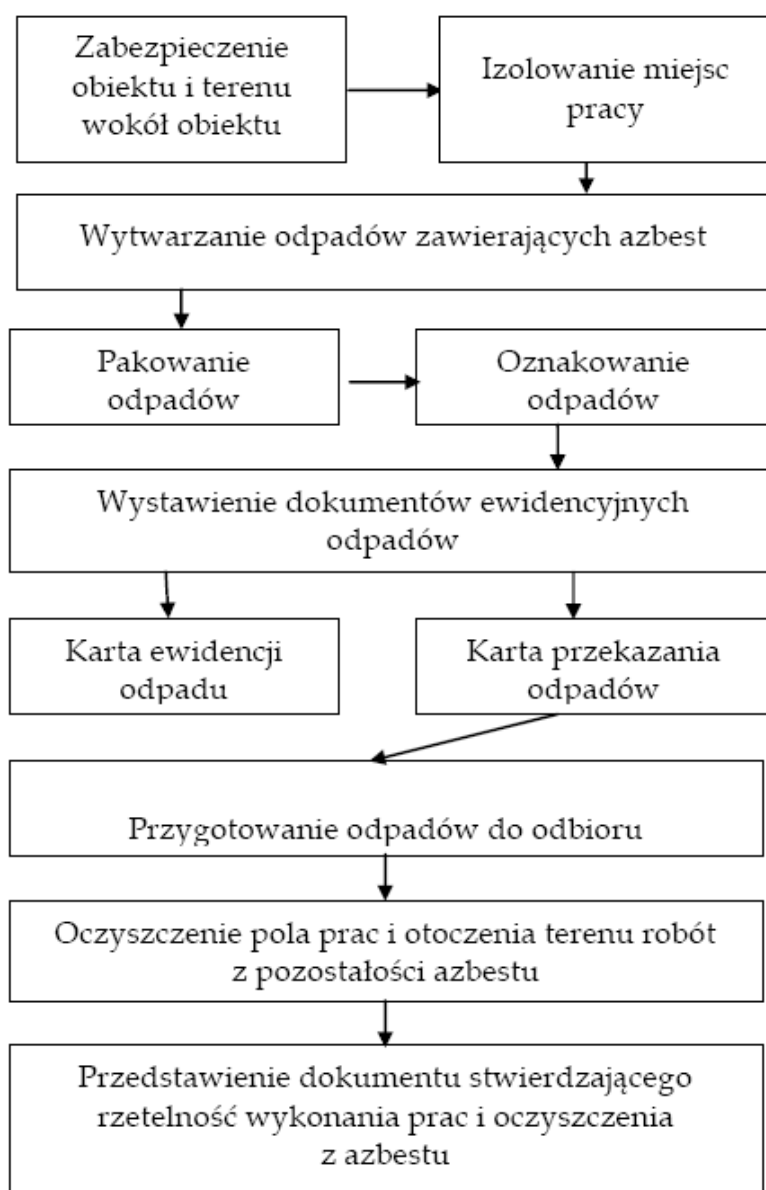 Zabezpieczenie
obiektu i terenu
wokół obiektu
Izolowanie miejsc
pracy
Wytwarzanie odpadów zawierających azbest
Pakowanie
odpadów
Oznakowanie
odpadów
Wystawienie dokumentów ewidencyjnych
odpadów
Karta ewidencji
odpadu
Karta przekazania
odpadów
Przygotowanie odpadów do odbioru
Oczyszczenie pola prac i otoczenia terenu robót
z pozostałości azbestu
Przedstawienie dokumentu stwierdzającego
rzetelność wykonania prac i oczyszczenia
z azbestu